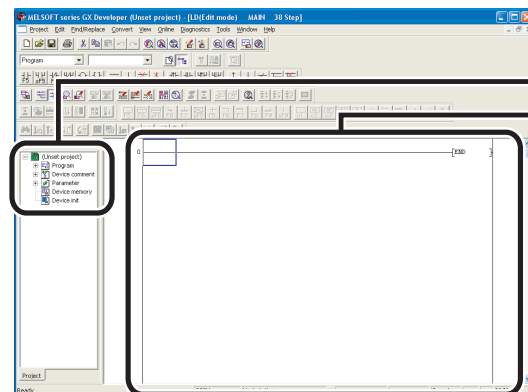 MELSOFT series GX Developer (Unset project) - [LD(Edit mode) MAIN 38 Step]
Project Edit Find/Replace Convert View Online Diagnostics Tools Window Help
Program
(Unset project)
Program
Device comment
Parameter
Device memory
Device init
0
END
Project
Ready